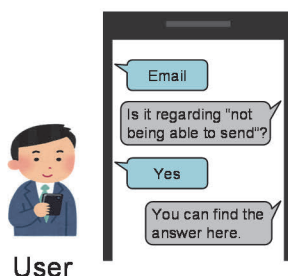 Email
Is it regarding "not
being able to send"?
Yes
You can find the
answer here.
User